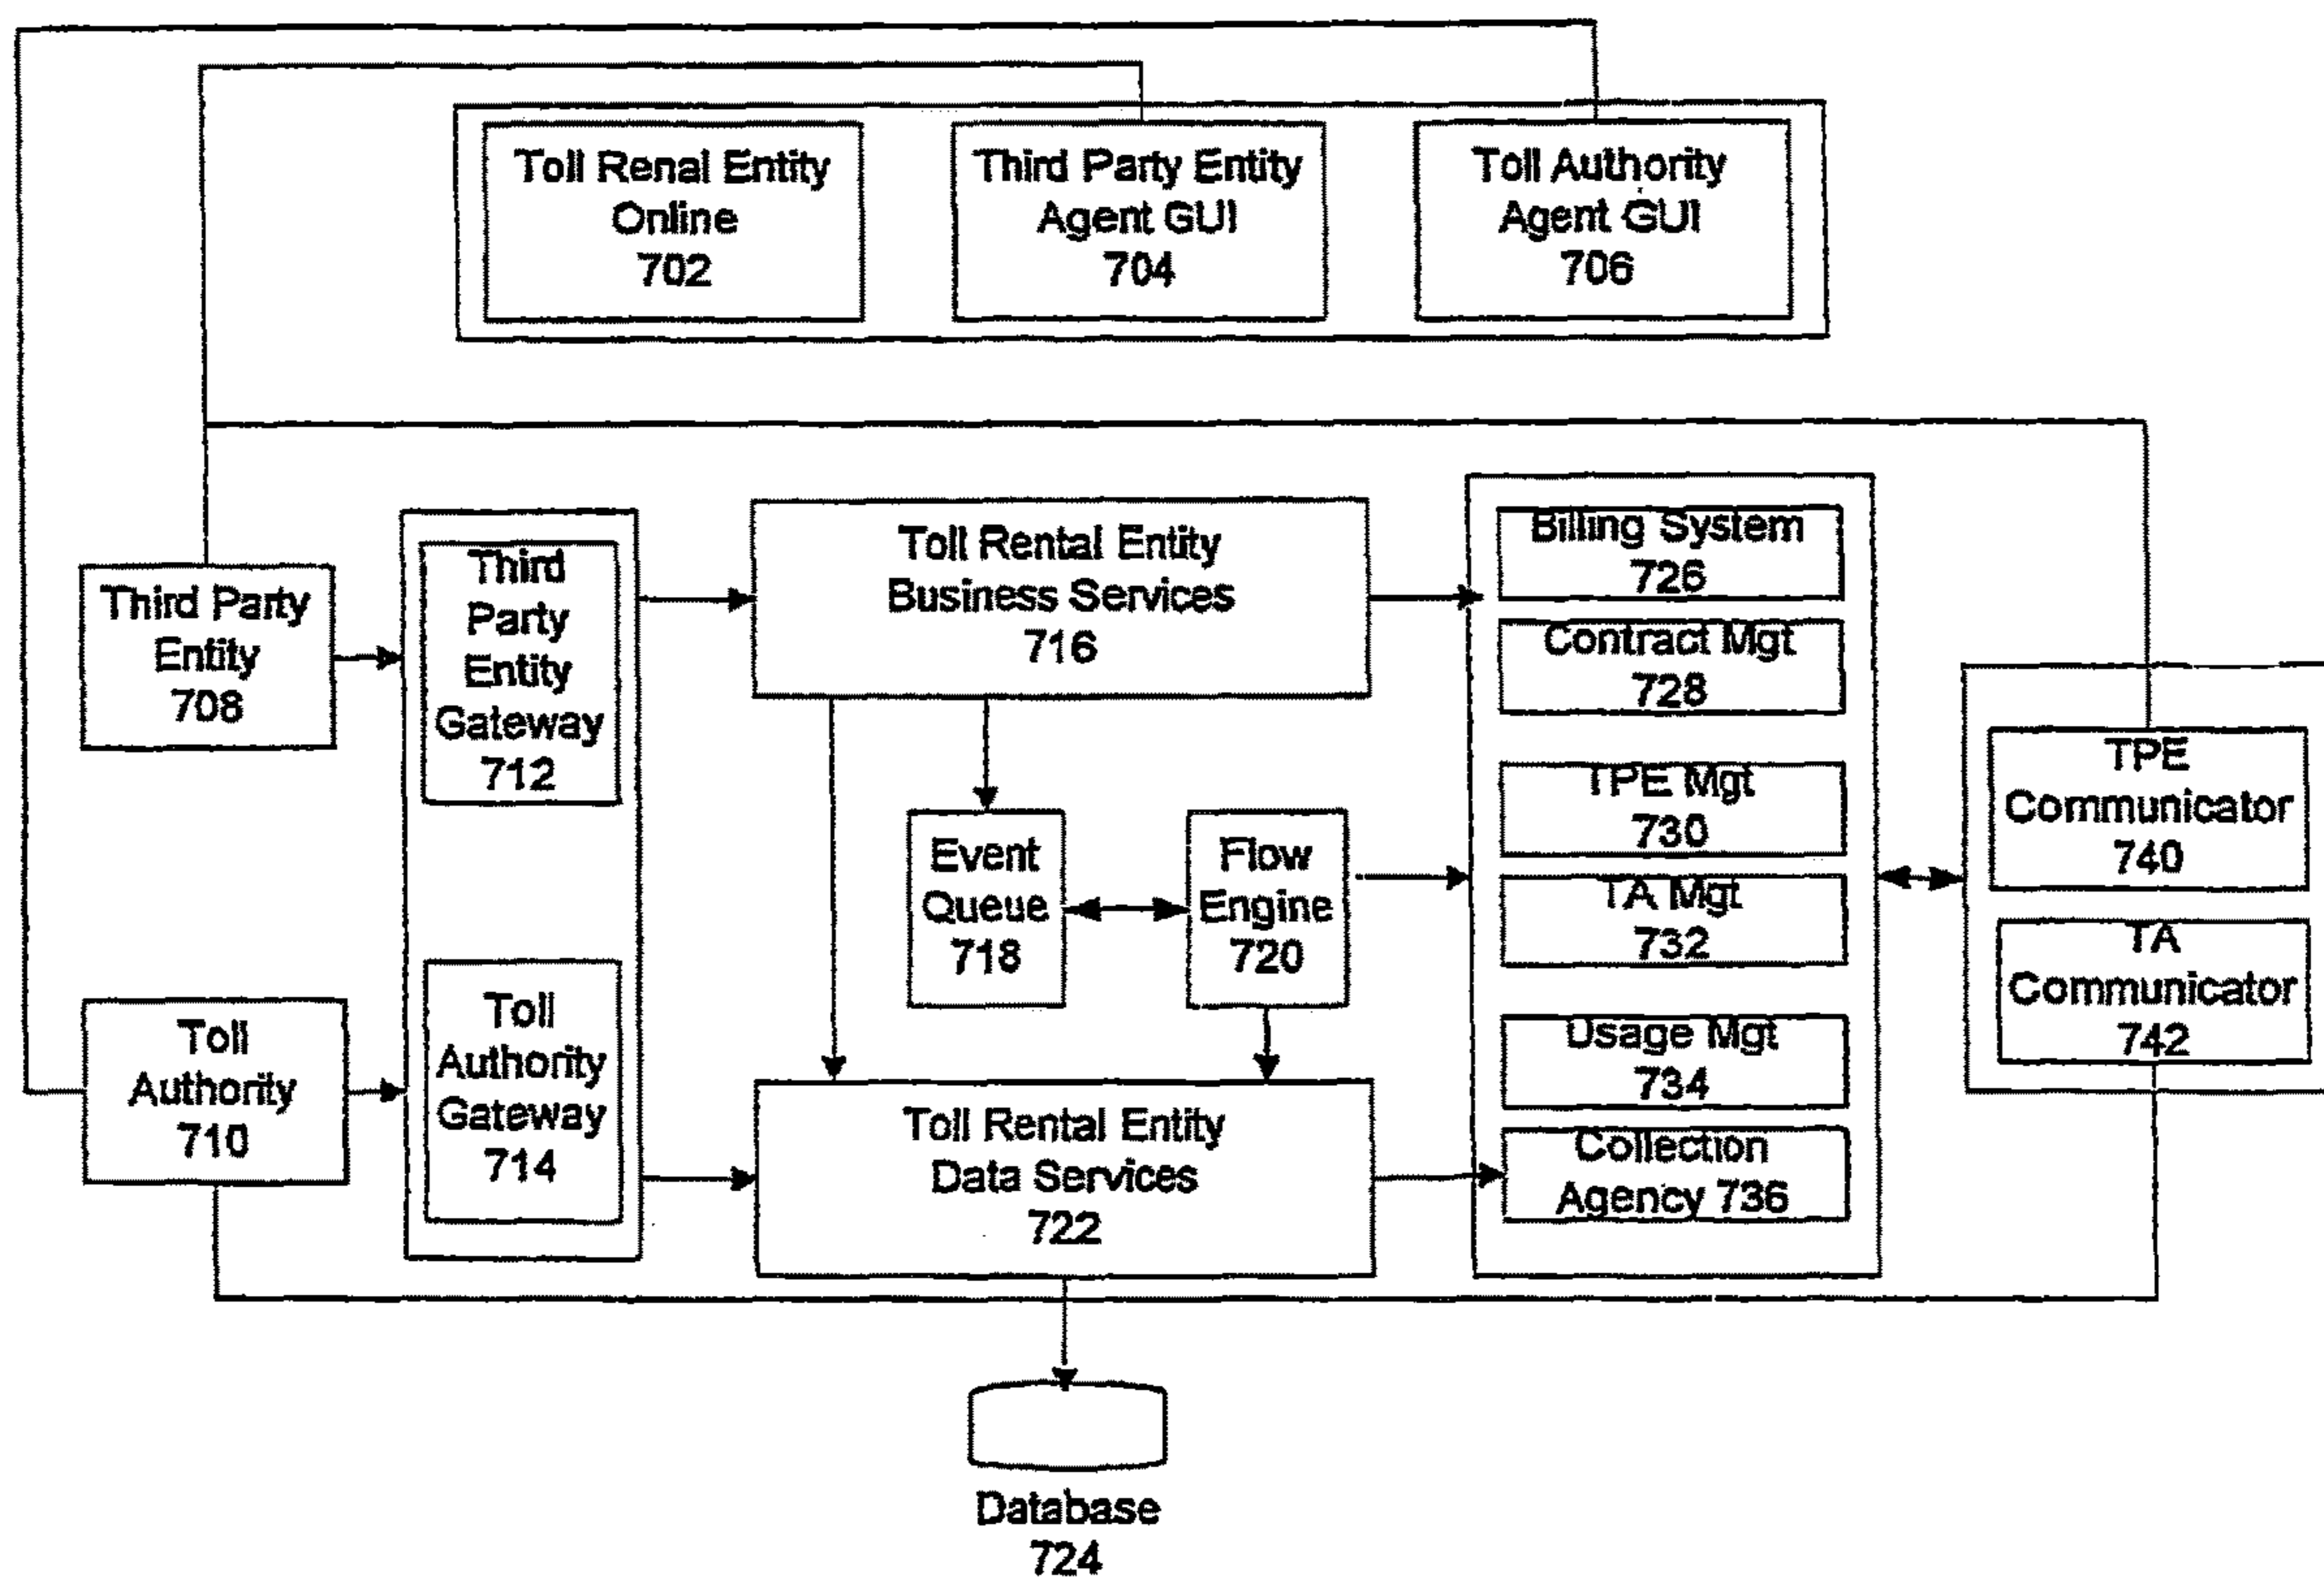 Toll Renal Entity
Online
702
Third Party Entity
Agent GUI
704
Toll Authority
Agent GUI
706
Third Party
Entity
708
Toll
Authority
710
Third
Party
Entity
Gateway
712
Toll
Authority
Gateway
714
Toll Rental Entity
Business Services
716
Event
Queue
718
Flow
Engine
720
Toll Rental Entity
Data Services
722
Database
724
Billing System
726
Contract Mgt
728
TPE Mgt
730
TA Mgt
732
Usage Mgt
734
Collection
Agency 736
TPE
Communicator
740
TA
Communicator
742